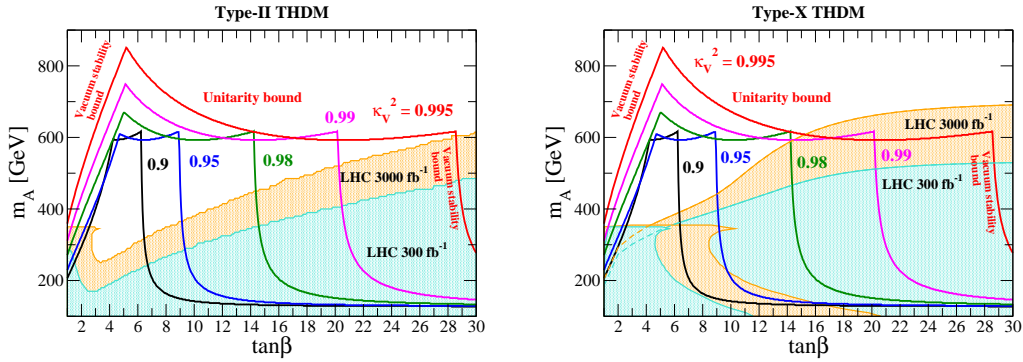 Type-II THDM
Vacuum stability
bound
Unitarity bound
κV2 = 0.995
0.99
0.9
0.95
0.98
LHC 3000 fb-1
LHC 300 fb-1
Vacuum stability
bound
mA [GeV]
800
600
400
200
2 4 6 8 10 12 14 16 18 20 22 24 26 28 30
tanβ
Type-X THDM
Vacuum stability
bound
κV2 = 0.995
Unitarity bound
LHC 3000 fb-1
LHC 300 fb-1
0.9
0.95
0.98
0.99
Vacuum stability
bound
mA [GeV]
800
600
400
200
2 4 6 8 10 12 14 16 18 20 22 24 26 28 30
tanβ